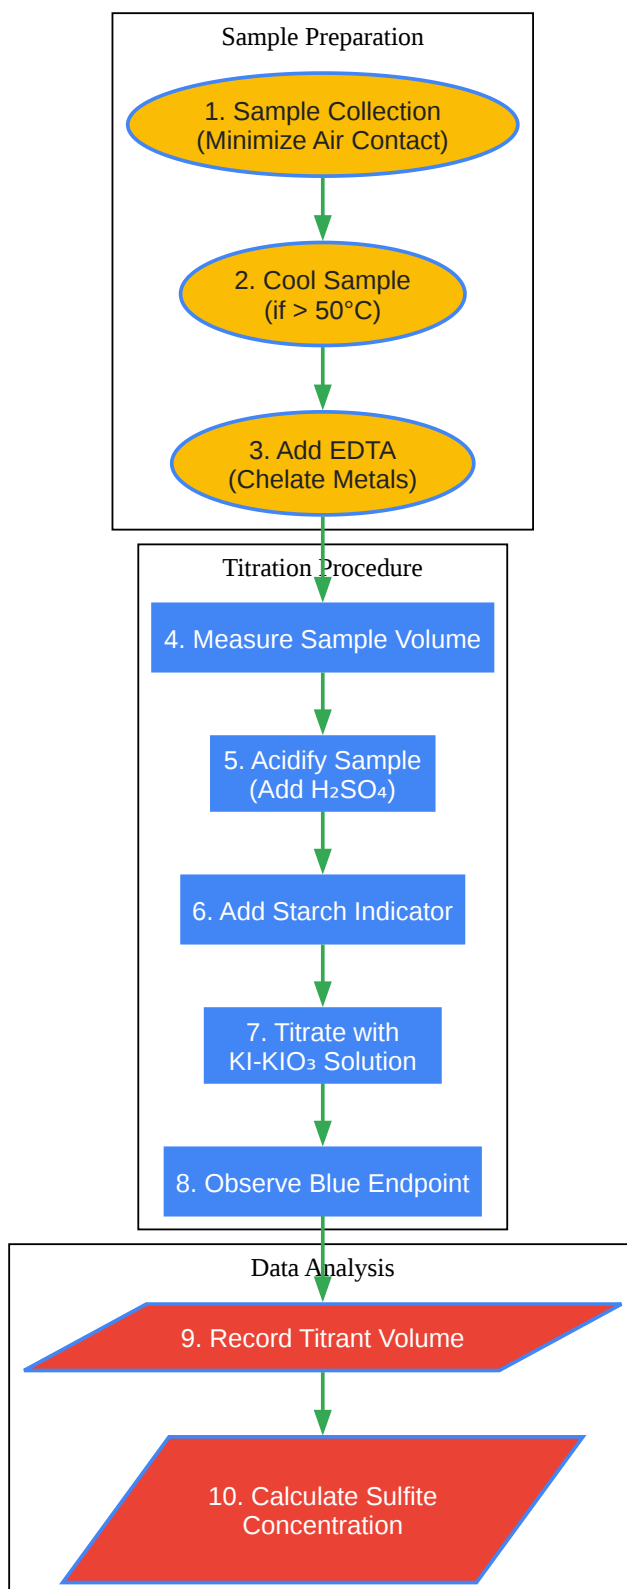 Sample Preparation
1. Sample Collection
(Minimize Air Contact)
2. Cool Sample
(if > 50°C)
3. Add EDTA
(Chelate Metals)
Titration Procedure
4. Measure Sample Volume
5. Acidify Sample
(Add H₂SO₄)
6. Add Starch Indicator
7. Titrate with
KI-KIO₃ Solution
8. Observe Blue Endpoint
Data Analysis
9. Record Titrant Volume
10. Calculate Sulfite
Concentration